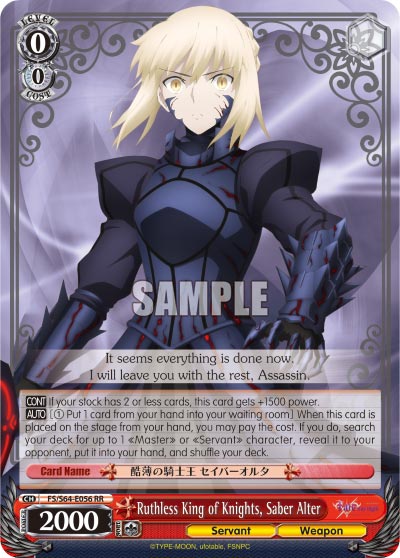 LEVEL
0
0
COST
SAMPLE
It seems everything is done now.
I will leave you with the rest, Assassin.
CONT If your stock has 2 or less cards, this card gets +1500 power.
AUTO [① Put 1 card from your hand into your waiting room] When this card is
placed on the stage from your hand, you may pay the cost. If you do, search
your deck for up to 1 «Master» or «Servant» character, reveal it to your
opponent, put it into your hand, and shuffle your deck.
Card Name 酷薄の騎士王 セイバーオルタ
CH FS/S64-E056 RR
POWER 2000 Ruthless King of Knights, Saber Alter
Servant Weapon
©TYPE-MOON, ufotable, FSNPC